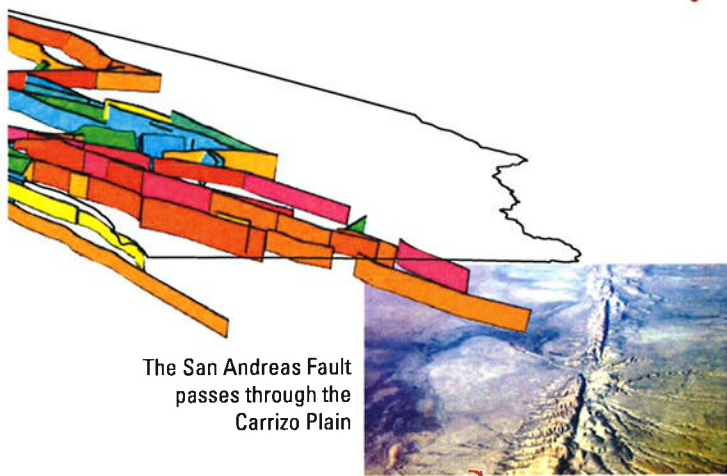 The San Andreas Fault
passes through the
Carrizo Plain